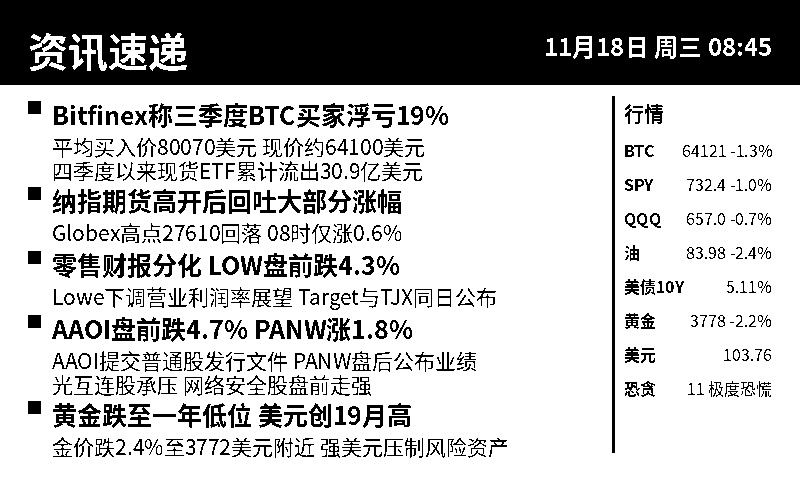 资讯速递
11月18日 周三 08:45
Bitfinex称三季度BTC买家浮亏19%
平均买入价80070美元 现价约64100美元
四季度以来现货ETF累计流出30.9亿美元
纳指期货高开后回吐大部分涨幅
Globex高点27610回落 08时仅涨0.6%
零售财报分化 LOW盘前跌4.3%
Lowe下调营业利润率展望 Target与TJX同日公布
AAOI盘前跌4.7% PANW涨1.8%
AAOI提交普通股发行文件 PANW盘后公布业绩
光互连股承压 网络安全股盘前走强
黄金跌至一年低位 美元创19月高
金价跌2.4%至3772美元附近 强美元压制风险资产
行情
BTC 64121 -1.3%
SPY 732.4 -1.0%
QQQ 657.0 -0.7%
油 83.98 -2.4%
美债10Y 5.11%
黄金 3778 -2.2%
美元 103.76
恐贪 11 极度恐慌